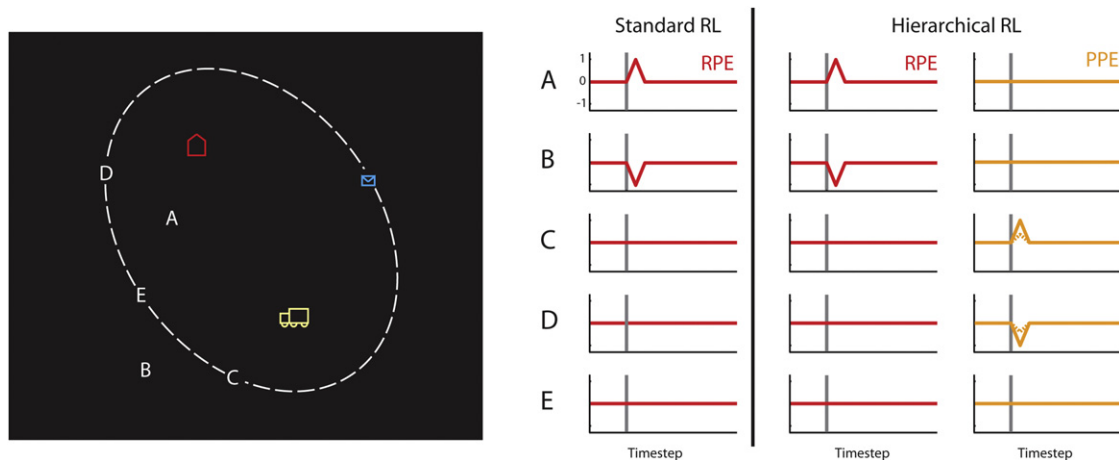 D
A
E
B
C
Standard RL
Hierarchical RL
A
1
0
-1
RPE
RPE
PPE
B
C
D
E
Timestep
Timestep
Timestep